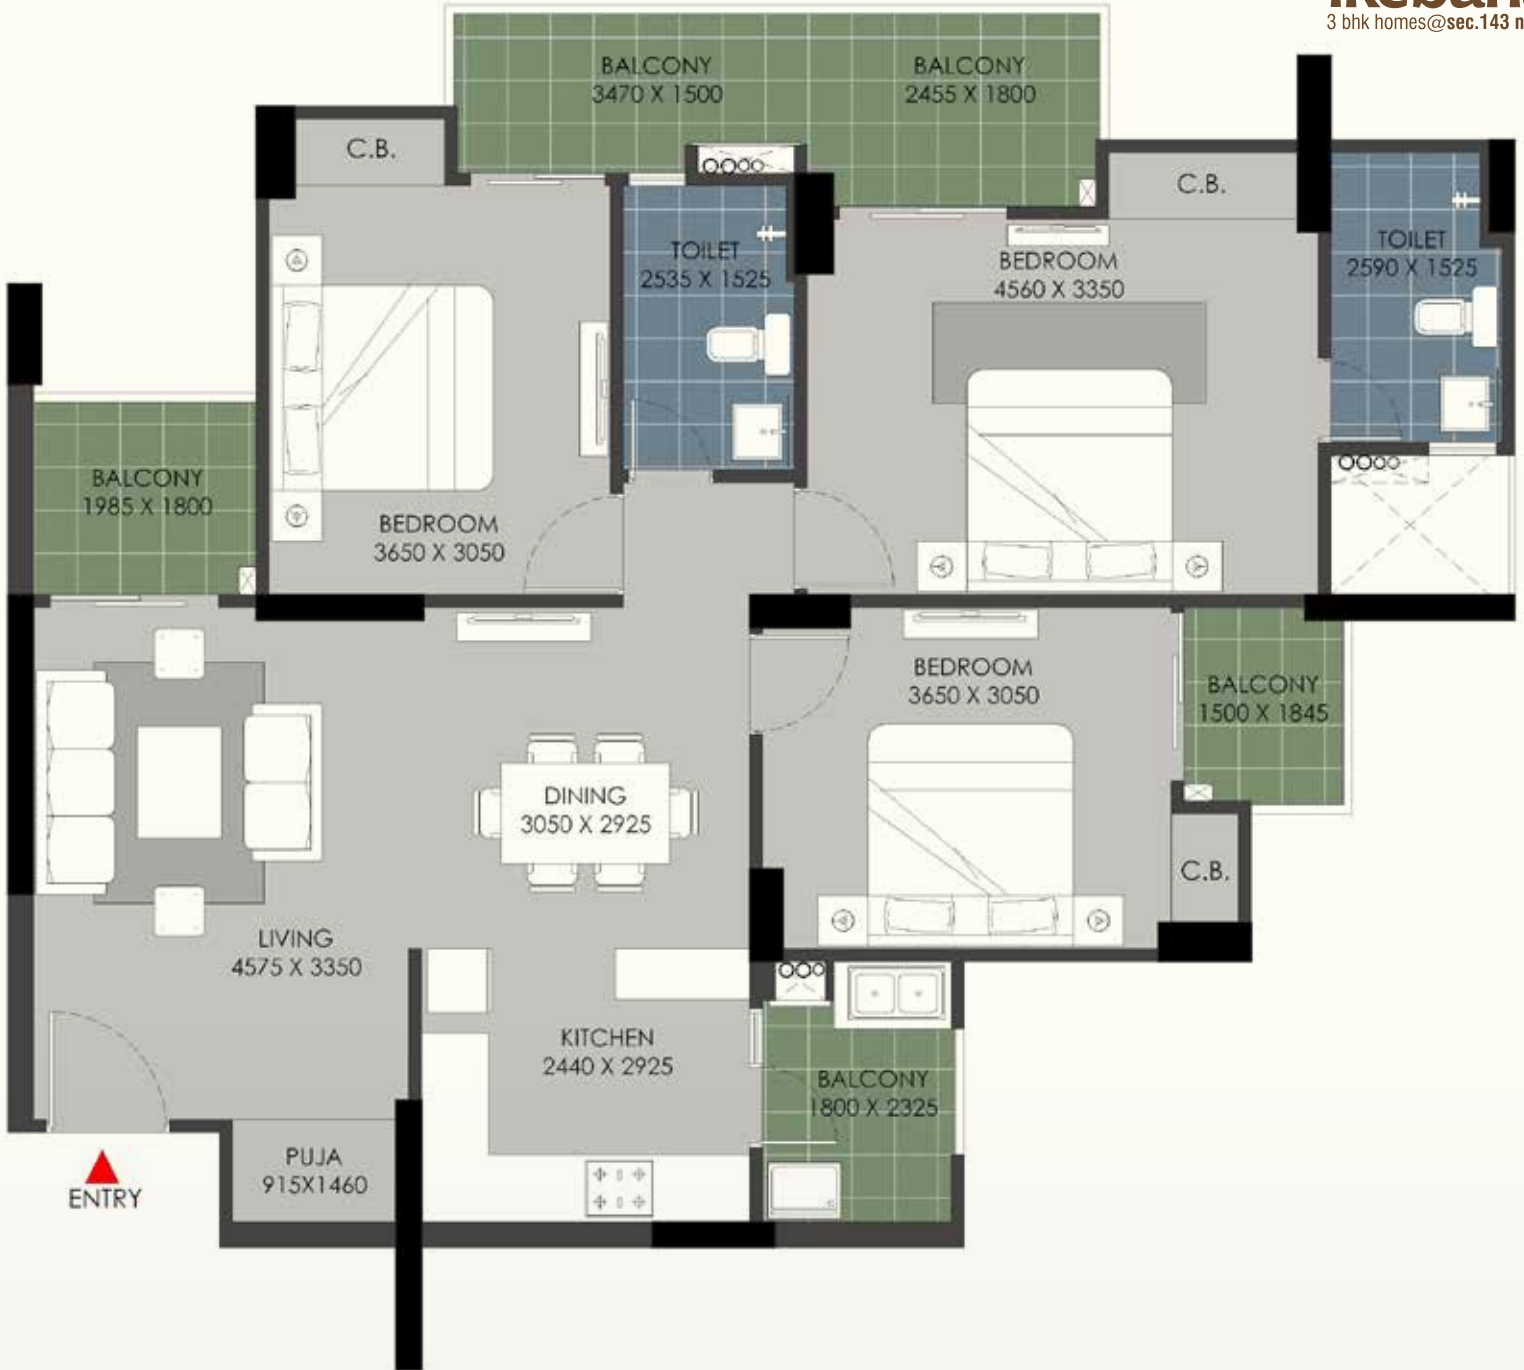 3 bhk homes@sec.143 n
BALCONY
3470 X 1500
BALCONY
2455 X 1800
C.B.
C.B.
TOILET
2535 X 1525
BEDROOM
4560 X 3350
TOILET
2590 X 1525
BALCONY
1985 X 1800
BEDROOM
3650 X 3050
BEDROOM
3650 X 3050
BALCONY
1500 X 1845
DINING
3050 X 2925
C.B.
LIVING
4575 X 3350
KITCHEN
2440 X 2925
BALCONY
1800 X 2325
PUJA
915X1460
ENTRY